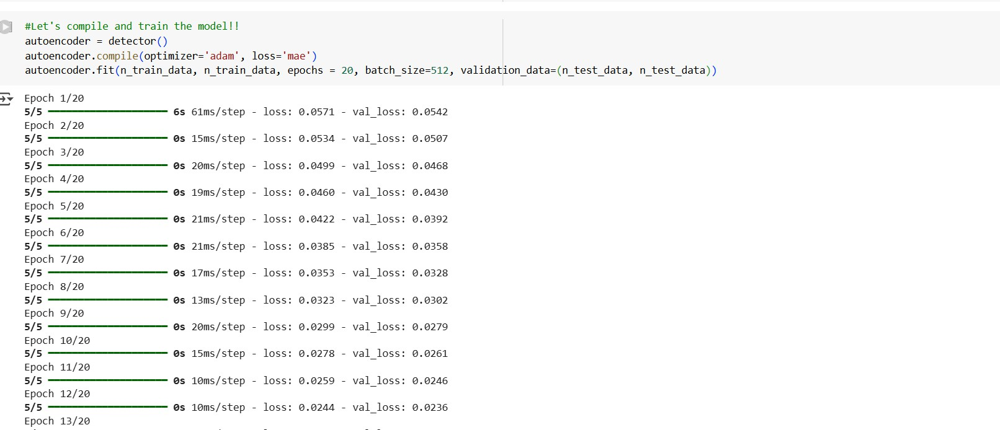 #Let's compile and train the model!!
autoencoder = detector()
autoencoder.compile(optimizer='adam', loss='mae')
autoencoder.fit(n_train_data, n_train_data, epochs = 20, batch_size=512, validation_data=(n_test_data, n_test_data))
Epoch 1/20
5/5 6s 61ms/step - loss: 0.0571 - val_loss: 0.0542
Epoch 2/20
5/5 0s 15ms/step - loss: 0.0534 - val_loss: 0.0507
Epoch 3/20
5/5 0s 20ms/step - loss: 0.0499 - val_loss: 0.0468
Epoch 4/20
5/5 0s 19ms/step - loss: 0.0460 - val_loss: 0.0430
Epoch 5/20
5/5 0s 21ms/step - loss: 0.0422 - val_loss: 0.0392
Epoch 6/20
5/5 0s 21ms/step - loss: 0.0385 - val_loss: 0.0358
Epoch 7/20
5/5 0s 17ms/step - loss: 0.0353 - val_loss: 0.0328
Epoch 8/20
5/5 0s 13ms/step - loss: 0.0323 - val_loss: 0.0302
Epoch 9/20
5/5 0s 20ms/step - loss: 0.0299 - val_loss: 0.0279
Epoch 10/20
5/5 0s 15ms/step - loss: 0.0278 - val_loss: 0.0261
Epoch 11/20
5/5 0s 10ms/step - loss: 0.0259 - val_loss: 0.0246
Epoch 12/20
5/5 0s 10ms/step - loss: 0.0244 - val_loss: 0.0236
Epoch 13/20